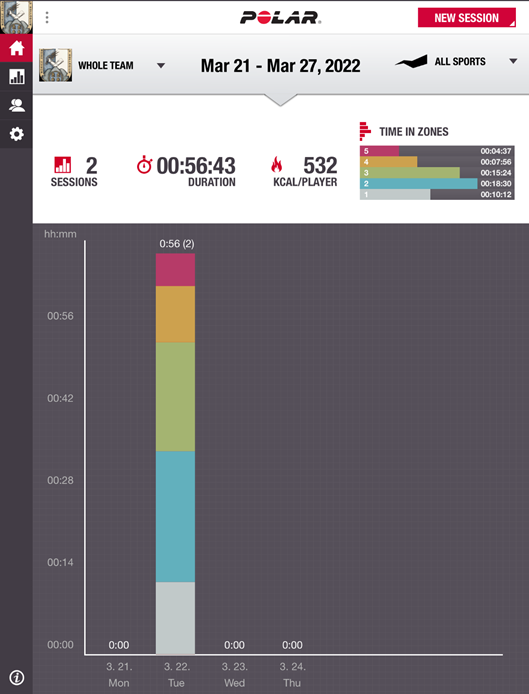 POLAR
NEW SESSION
WHOLE TEAM
Mar 21 - Mar 27, 2022
ALL SPORTS
TIME IN ZONES
5 00:04:37
4 00:07:56
3 00:15:24
2 00:18:30
1 00:10:12
2
SESSIONS
00:56:43
DURATION
532
KCAL/PLAYER
hh:mm
0:56 (2)
00:56
00:42
00:28
00:14
00:00
0:00
0:00
0:00
3. 21.
Mon
3. 22.
Tue
3. 23.
Wed
3. 24.
Thu